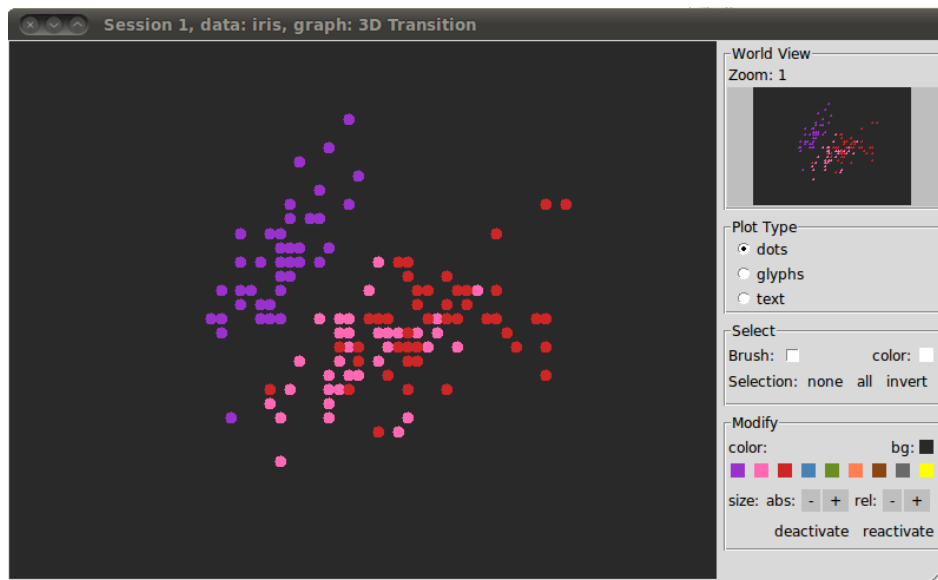 Session 1, data: iris, graph: 3D Transition
World View
Zoom: 1
Plot Type
dots
glyphs
text
Select
Brush: color:
Selection: none all invert
Modify
color: bg:
size: abs: - + rel: - +
deactivate reactivate